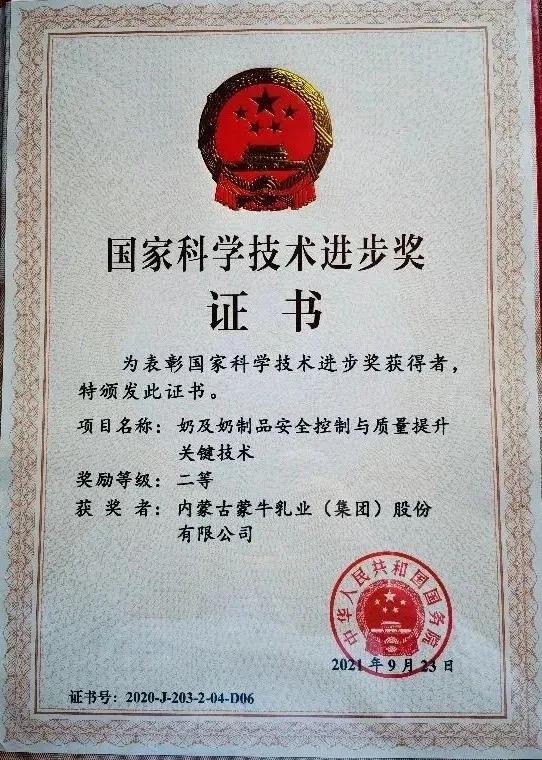 国家科学技术进步奖
证书
为表彰国家科学技术进步奖获得者，
特颁发此证书。
项目名称：奶及奶制品安全控制与质量提升
关键技术
奖励等级：二等
获奖者：内蒙古蒙牛乳业（集团）股份
有限公司
中华人民共和国国务院
2021年9月23日
证书号：2020-J-203-2-04-D06